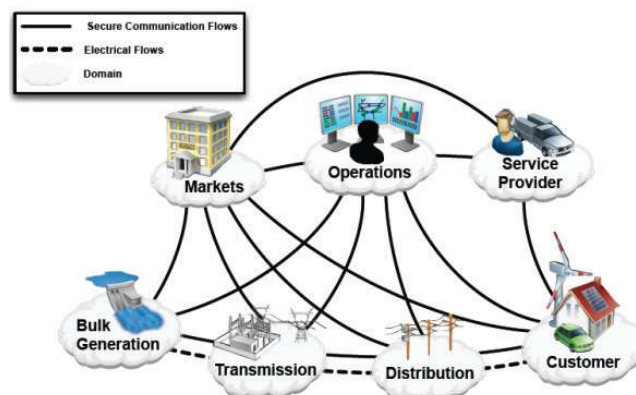 Secure Communication Flows
Electrical Flows
Domain
Markets
Operations
Service
Provider
Bulk
Generation
Transmission
Distribution
Customer